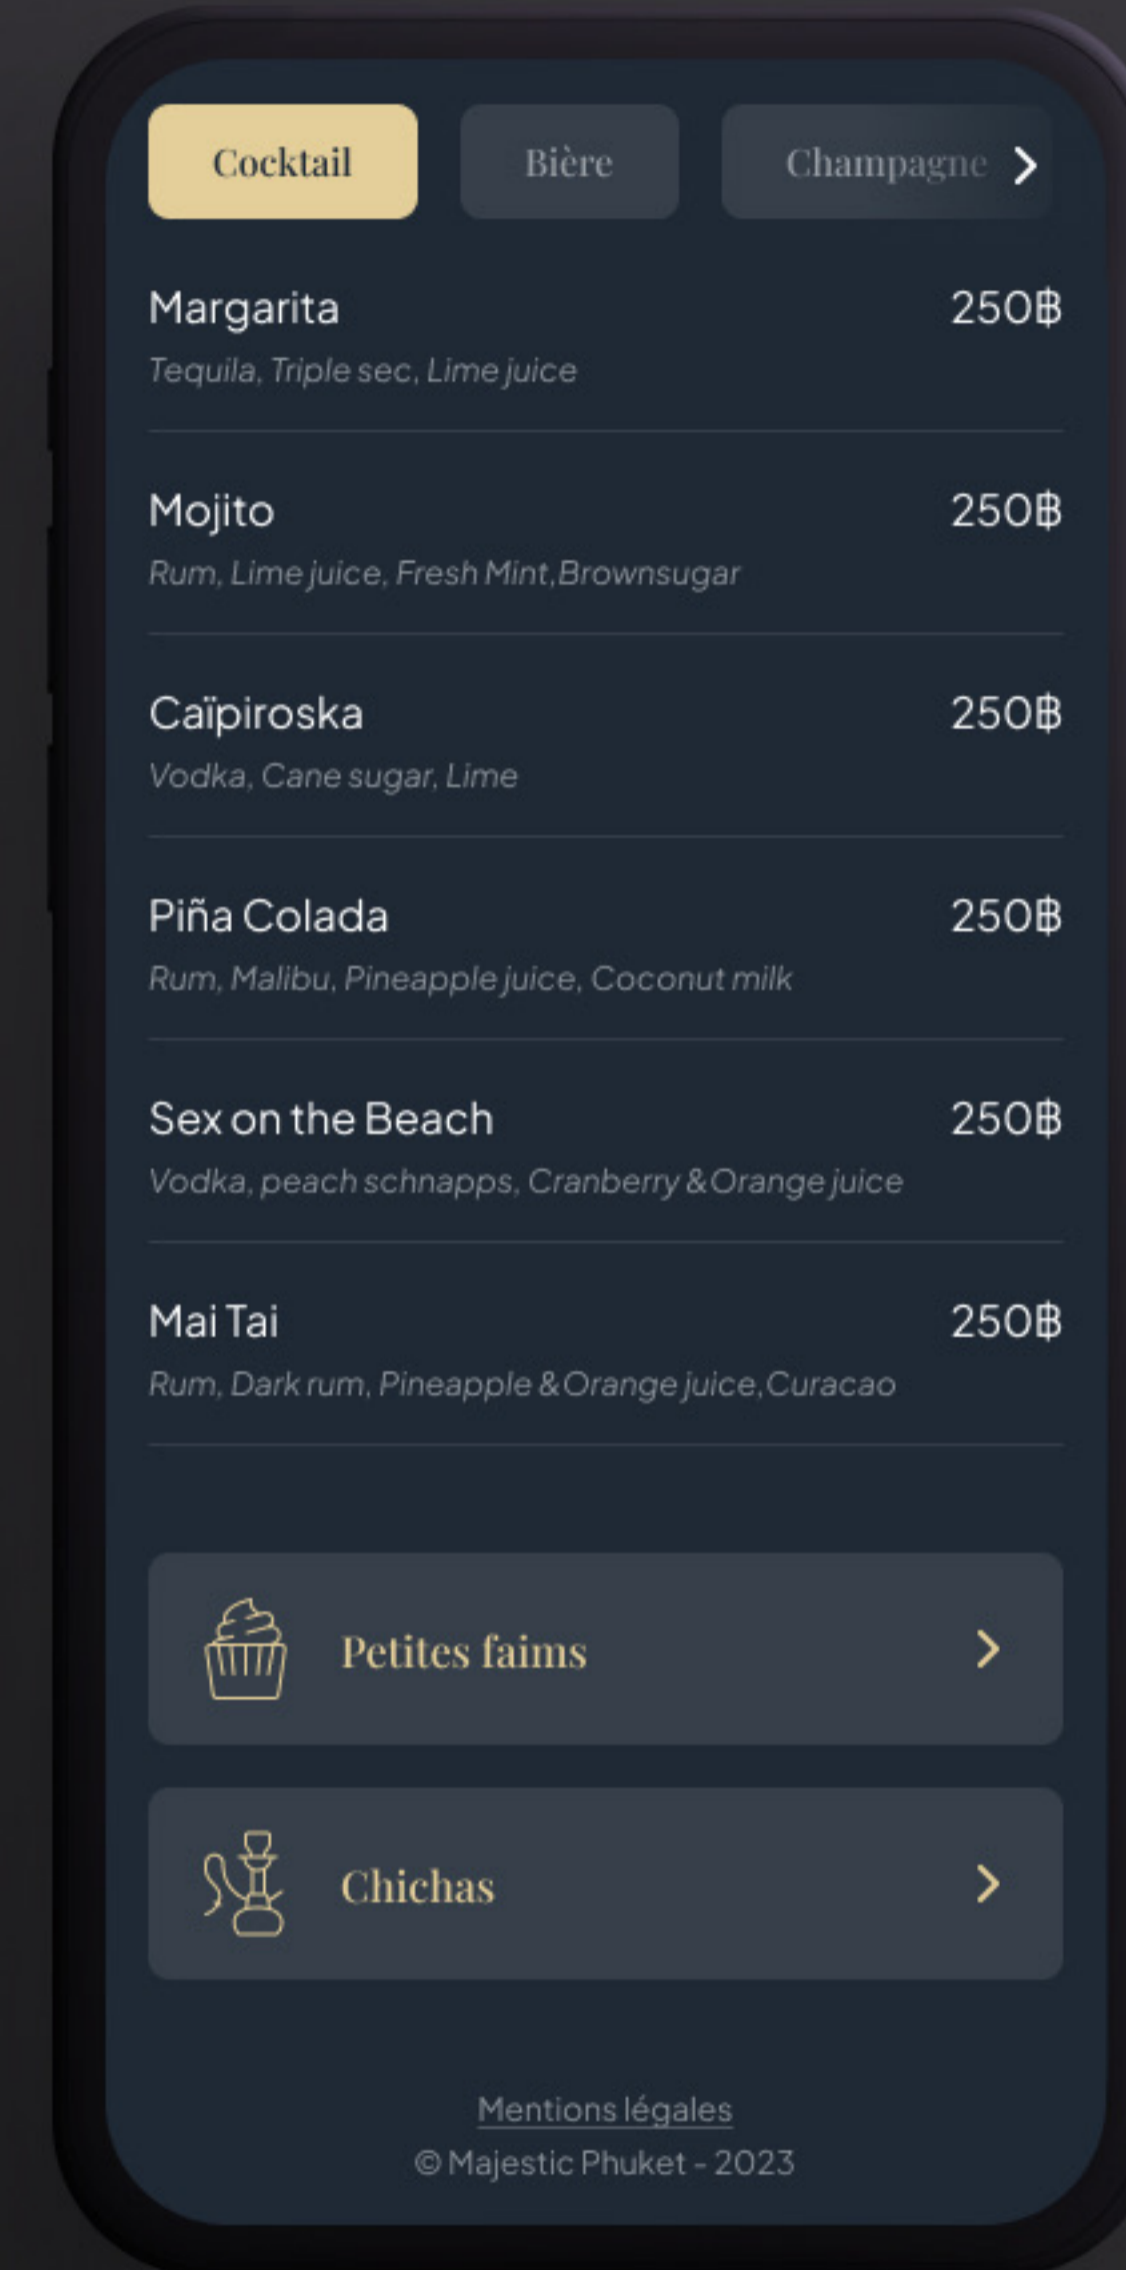 Cocktail Bière Champagne
Margarita 250฿
Tequila, Triple sec, Lime juice
Mojito 250฿
Rum, Lime juice, Fresh Mint,Brownsugar
Caïpiroska 250฿
Vodka, Cane sugar, Lime
Piña Colada 250฿
Rum, Malibu, Pineapple juice, Coconut milk
Sex on the Beach 250฿
Vodka, peach schnapps, Cranberry &Orange juice
Mai Tai 250฿
Rum, Dark rum, Pineapple &Orange juice,Curacao
Petites faims
Chichas
Mentions légales
© Majestic Phuket - 2023